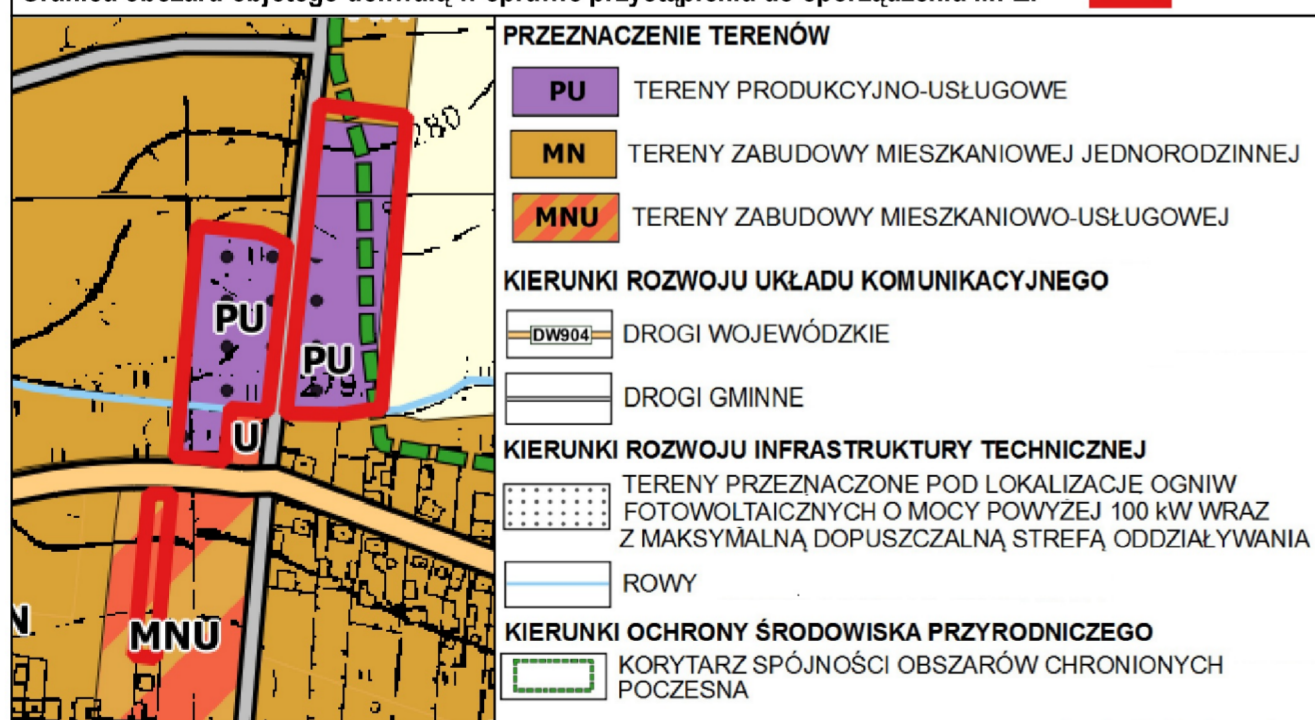 PRZEZNACZENIE TERENÓW
PU TERENY PRODUKCYJNO-USŁUGOWE
MN TERENY ZABUDOWY MIESZKANIOWEJ JEDNORODZINNEJ
MNU TERENY ZABUDOWY MIESZKANIOWO-USŁUGOWEJ
KIERUNKI ROZWOJU UKŁADU KOMUNIKACYJNEGO
DW904 DROGI WOJEWÓDZKIE
DROGI GMINNE
KIERUNKI ROZWOJU INFRASTRUKTURY TECHNICZNEJ
TERENY PRZEZNACZONE POD LOKALIZACJĘ OGNIW
FOTOWOLTAICZNYCH O MOCY POWYŻEJ 100 kW WRAZ
Z MAKSYMALNĄ DOPUSZCZALNĄ STREFĄ ODDZIAŁYWANIA
ROWY
KIERUNKI OCHRONY ŚRODOWISKA PRZYRODNICZEGO
KORYTARZ SPÓJNOŚCI OBSZARÓW CHRONIONYCH
POCZESNA
280
PU
PU
U
N
MNU